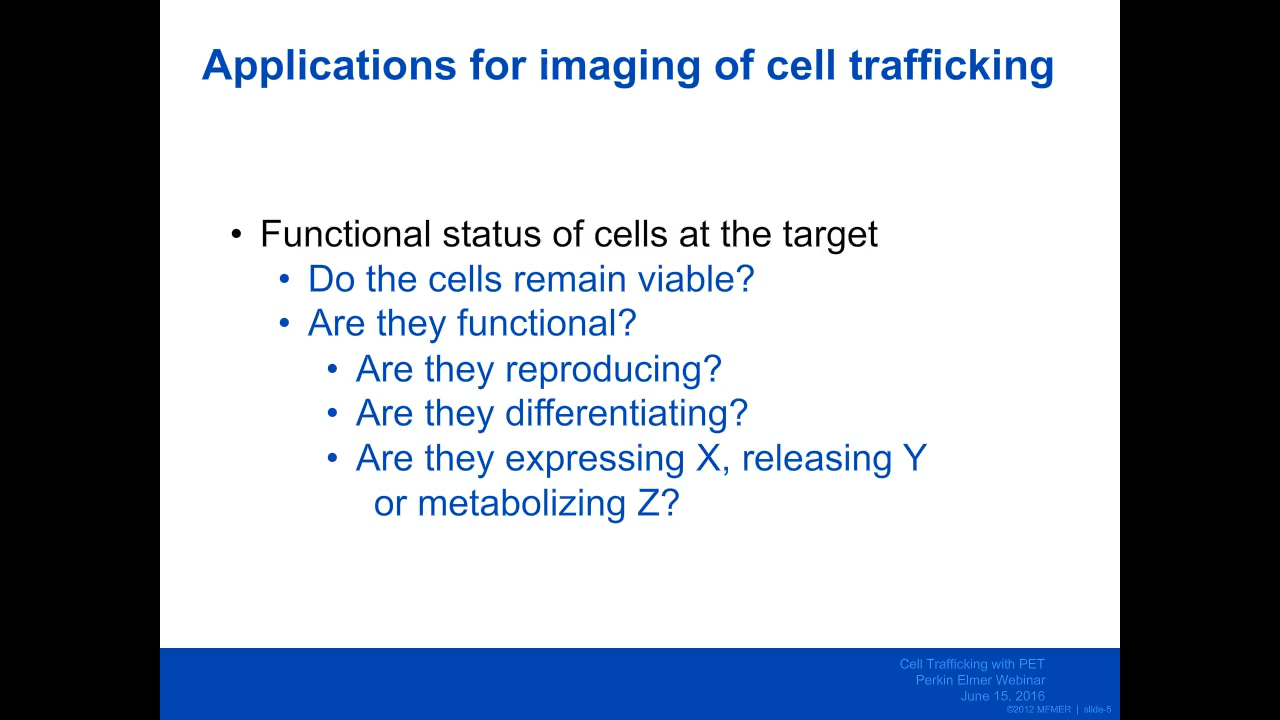 Applications for imaging of cell trafficking
• Functional status of cells at the target
• Do the cells remain viable?
• Are they functional?
• Are they reproducing?
• Are they differentiating?
• Are they expressing X, releasing Y
or metabolizing Z?
Cell Trafficking with PET
Perkin Elmer Webinar
June 15, 2016
©2012 MFMER | slide-5